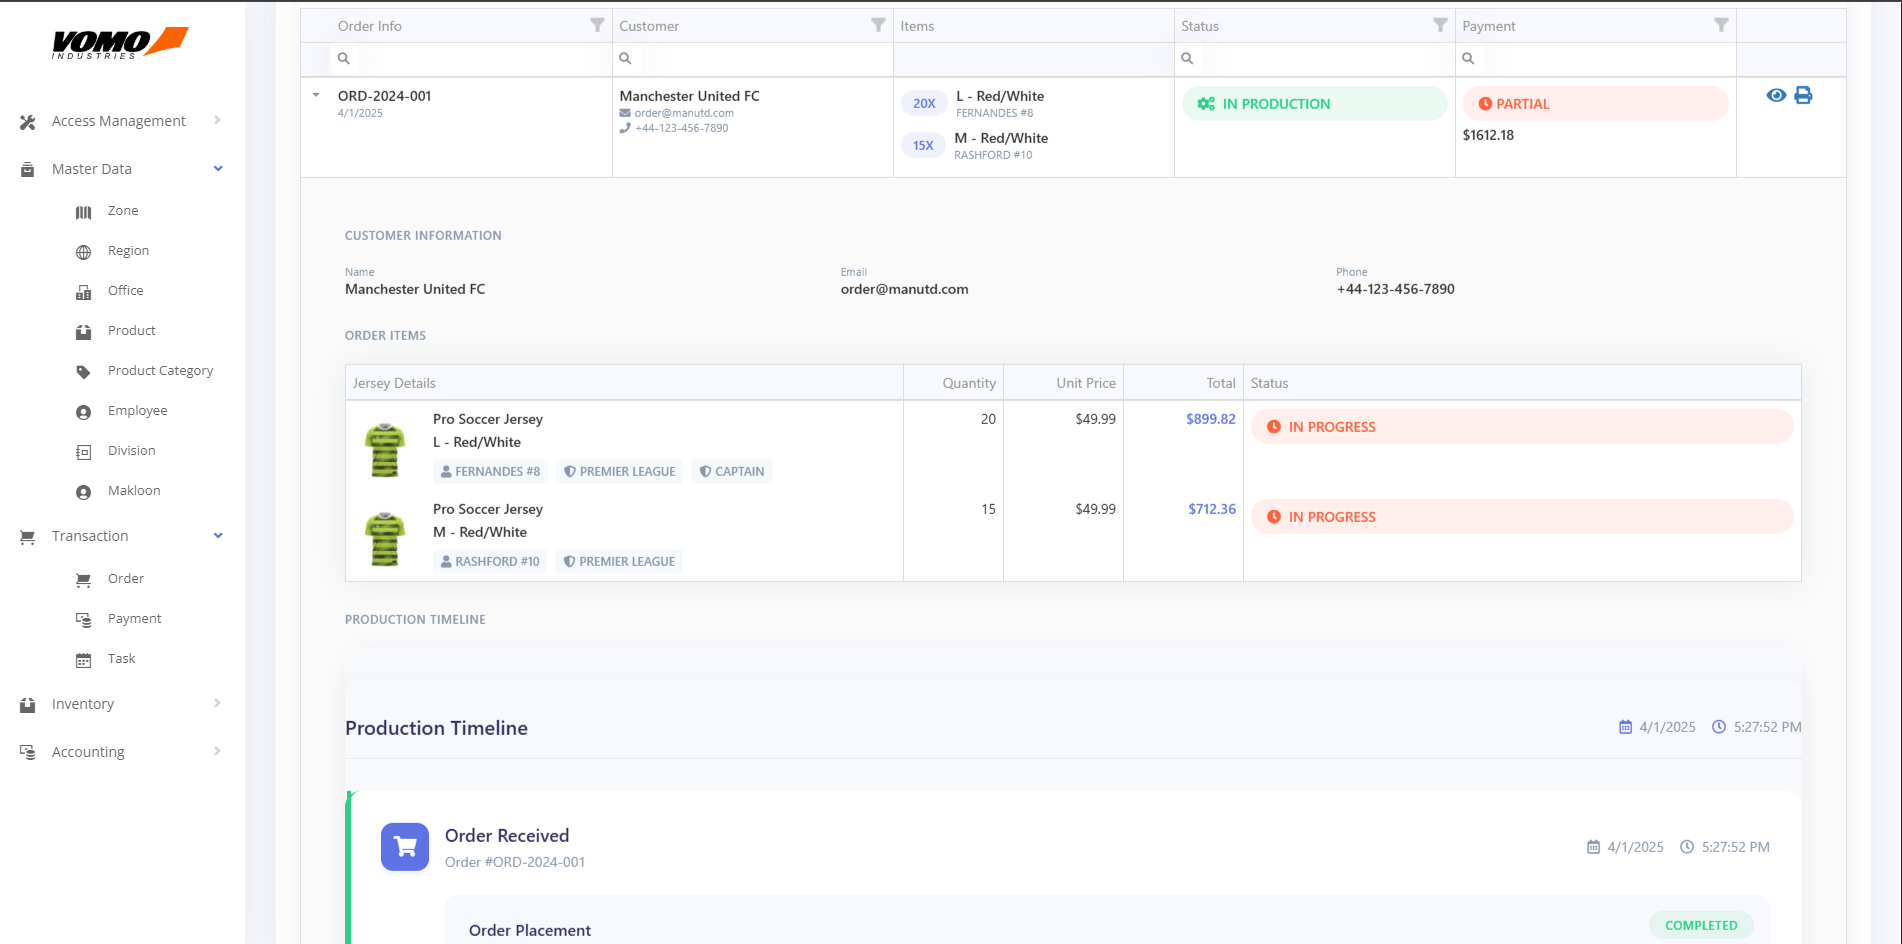 VOMO
INDUSTRIES
Access Management
Master Data
Zone
Region
Office
Product
Product Category
Employee
Division
Makloon
Transaction
Order
Payment
Task
Inventory
Accounting
Order Info
Customer
Items
Status
Payment
ORD-2024-001
4/1/2025
Manchester United FC
order@manutd.com
+44-123-456-7890
20X
L - Red/White
FERNANDES #8
15X
M - Red/White
RASHFORD #10
IN PRODUCTION
PARTIAL
$1612.18
CUSTOMER INFORMATION
Name
Manchester United FC
Email
order@manutd.com
Phone
+44-123-456-7890
ORDER ITEMS
Jersey Details
Quantity
Unit Price
Total
Status
Pro Soccer Jersey
L - Red/White
FERNANDES #8
PREMIER LEAGUE
CAPTAIN
20
$49.99
$899.82
IN PROGRESS
Pro Soccer Jersey
M - Red/White
RASHFORD #10
PREMIER LEAGUE
15
$49.99
$712.36
IN PROGRESS
PRODUCTION TIMELINE
Production Timeline
4/1/2025
5:27:52 PM
Order Received
Order #ORD-2024-001
4/1/2025
5:27:52 PM
Order Placement
COMPLETED